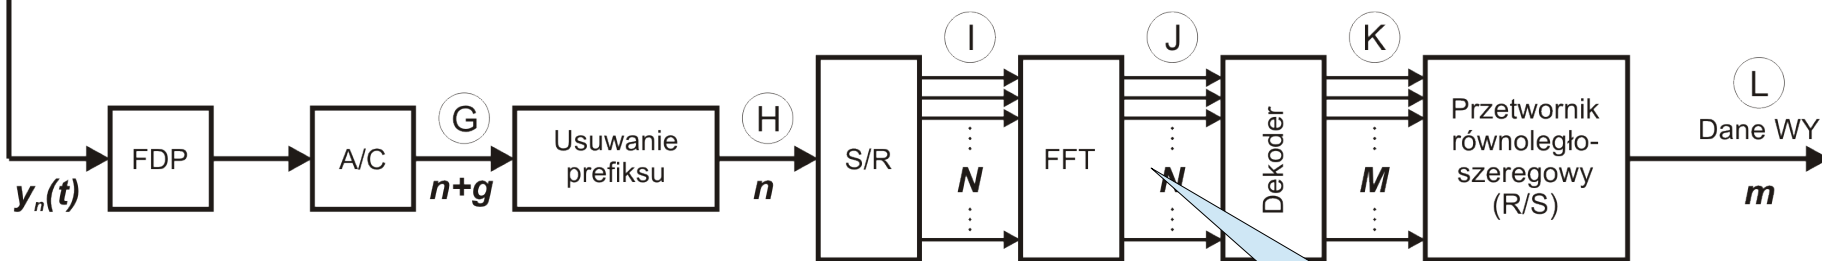 I
J
K
L
G
H
FDP
A/C
Usuwanie
prefiksu
S/R
FFT
Dekoder
Przetwornik
równoległo-
szeregowy
(R/S)
Dane WY
yn(t)
n+g
n
N
N
M
m